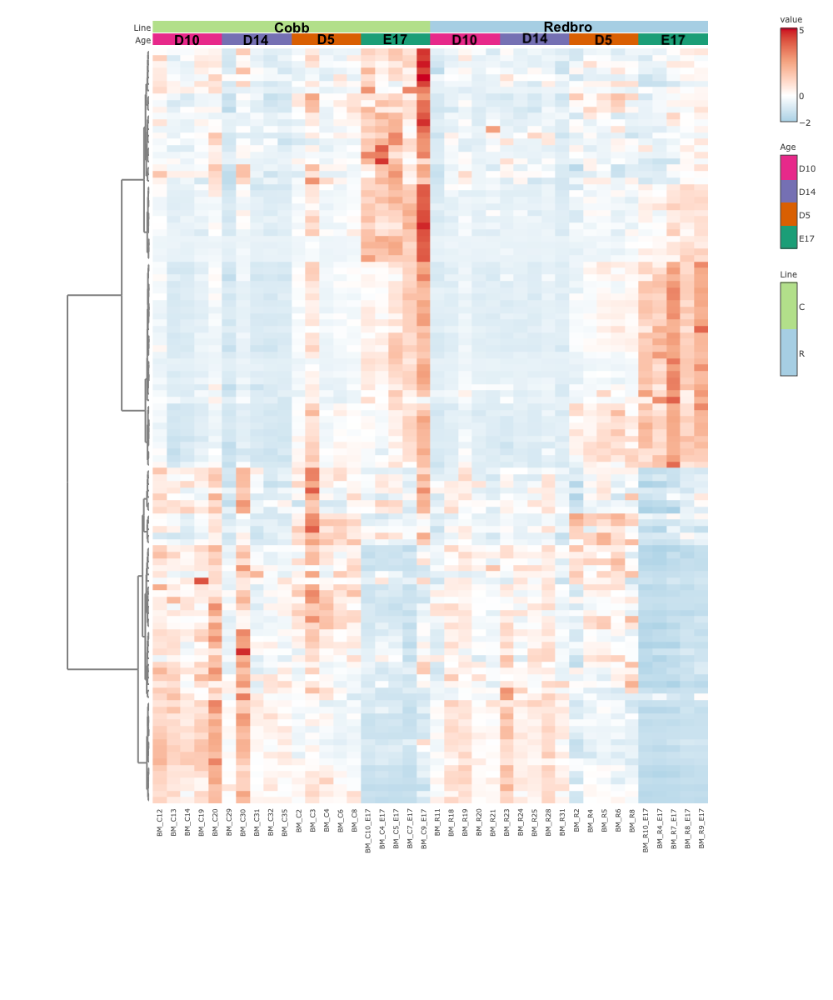 Line Cobb Redbro
Age D10 D14 D5 E17 D10 D14 D5 E17
value
5
0
−2
Age
D10
D14
D5
E17
Line
C
R
BM_C12
BM_C13
BM_C14
BM_C19
BM_C20
BM_C29
BM_C30
BM_C31
BM_C32
BM_C35
BM_C2
BM_C3
BM_C4
BM_C6
BM_C8
BM_C10_E17
BM_C4_E17
BM_C5_E17
BM_C7_E17
BM_C9_E17
BM_R11
BM_R18
BM_R19
BM_R20
BM_R21
BM_R23
BM_R24
BM_R25
BM_R28
BM_R31
BM_R2
BM_R4
BM_R5
BM_R6
BM_R8
BM_R10_E17
BM_R4_E17
BM_R7_E17
BM_R8_E17
BM_R9_E17